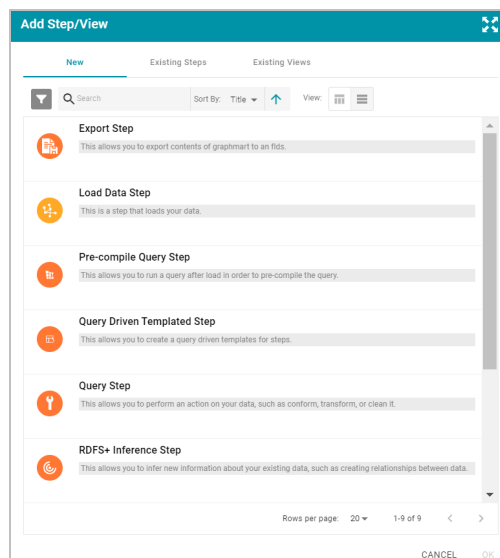 Add Step/View
New Existing Steps Existing Views
Search Sort By: Title View:
Export Step
This allows you to export contents of graphmart to an flds.
Load Data Step
This is a step that loads your data.
Pre-compile Query Step
This allows you to run a query after load in order to pre-compile the query.
Query Driven Templated Step
This allows you to create a query driven templates for steps.
Query Step
This allows you to perform an action on your data, such as conform, transform, or clean it.
RDFS+ Inference Step
This allows you to infer new information about your existing data, such as creating relationships between data.
Rows per page: 20 1-9 of 9
CANCEL OK